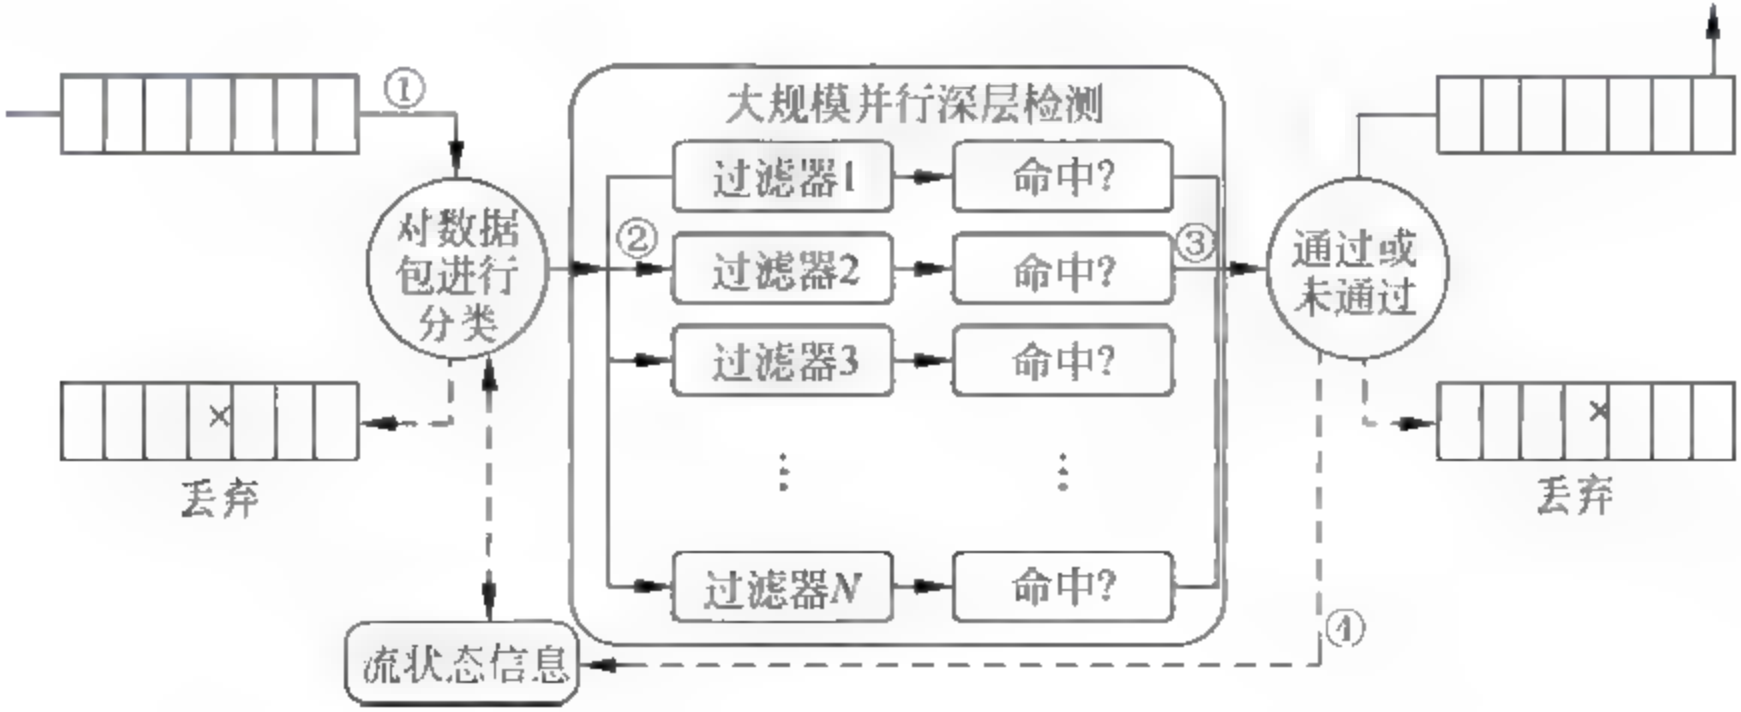 ①
大规模并行深层检测
过滤器1
命中?
对数据
包进行
分类
②
过滤器2
命中?
③
通过或
未通过
过滤器3
命中?
×
丢弃
×
丢弃
过滤器N
命中?
流状态信息
④